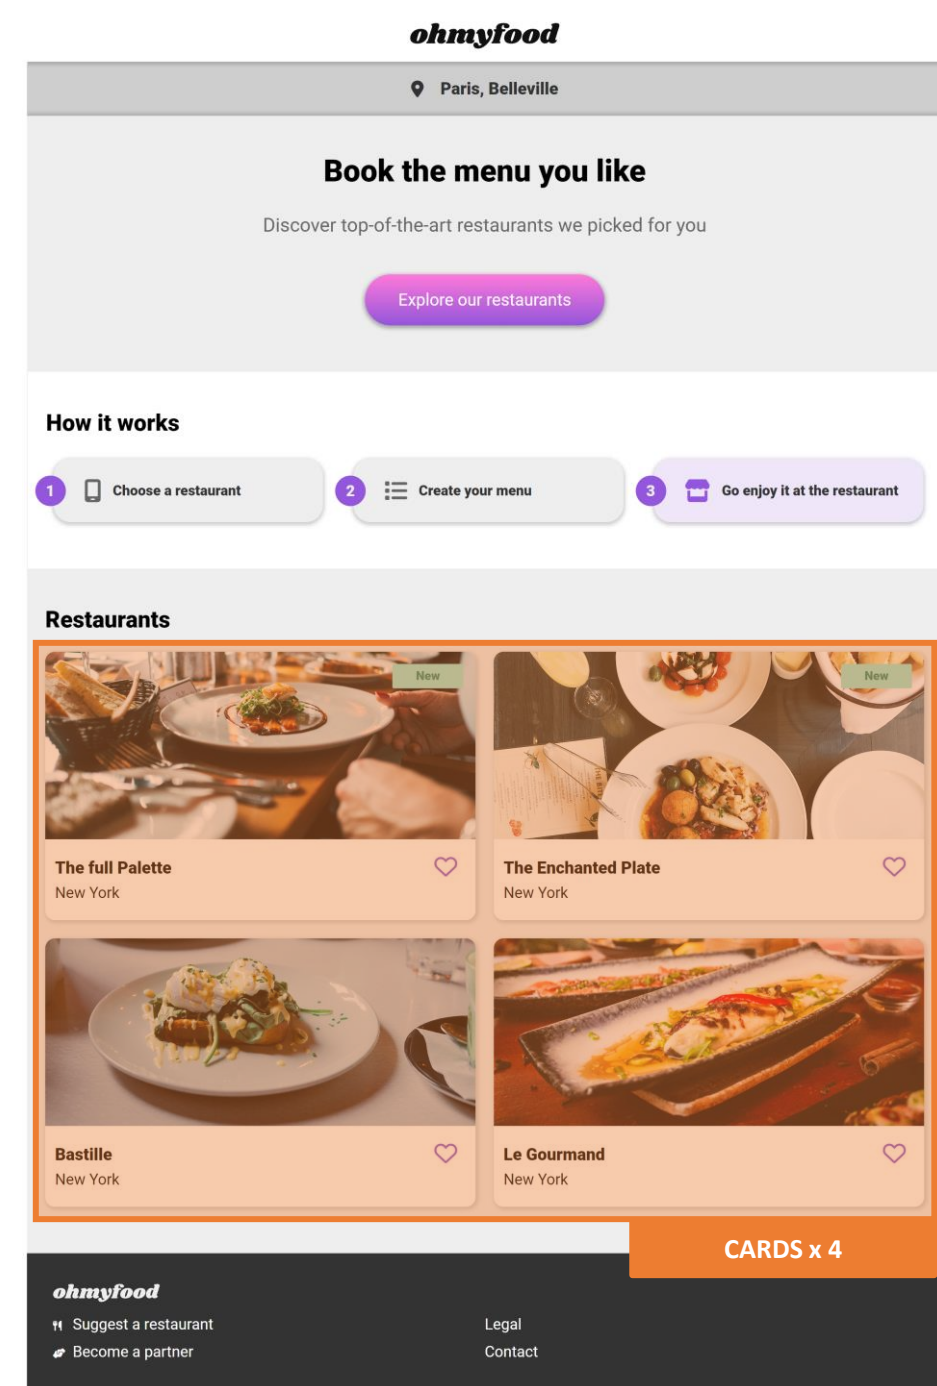 ohmyfood
Paris, Belleville
Book the menu you like
Discover top-of-the-art restaurants we picked for you
Explore our restaurants
How it works
1 Choose a restaurant
2 Create your menu
3 Go enjoy it at the restaurant
Restaurants
New
New
The full Palette
New York
The Enchanted Plate
New York
Bastille
New York
Le Gourmand
New York
CARDS x 4
ohmyfood
Suggest a restaurant
Legal
Become a partner
Contact